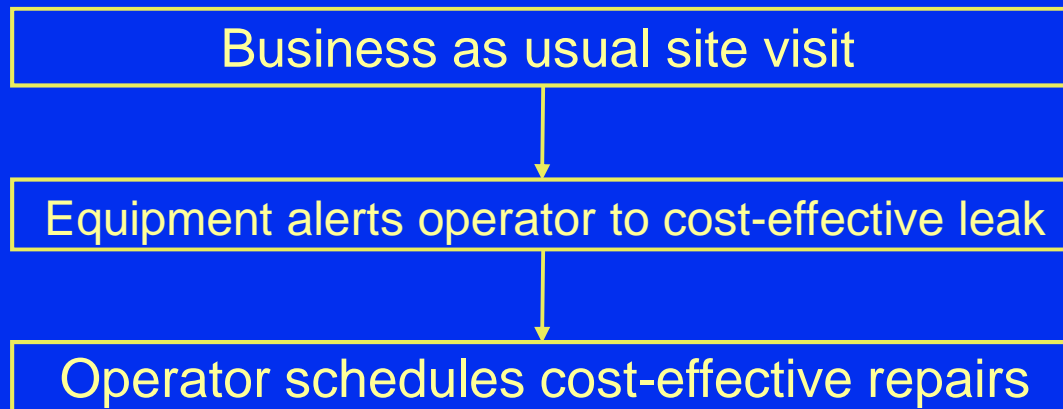 Business as usual site visit
Equipment alerts operator to cost-effective leak
Operator schedules cost-effective repairs